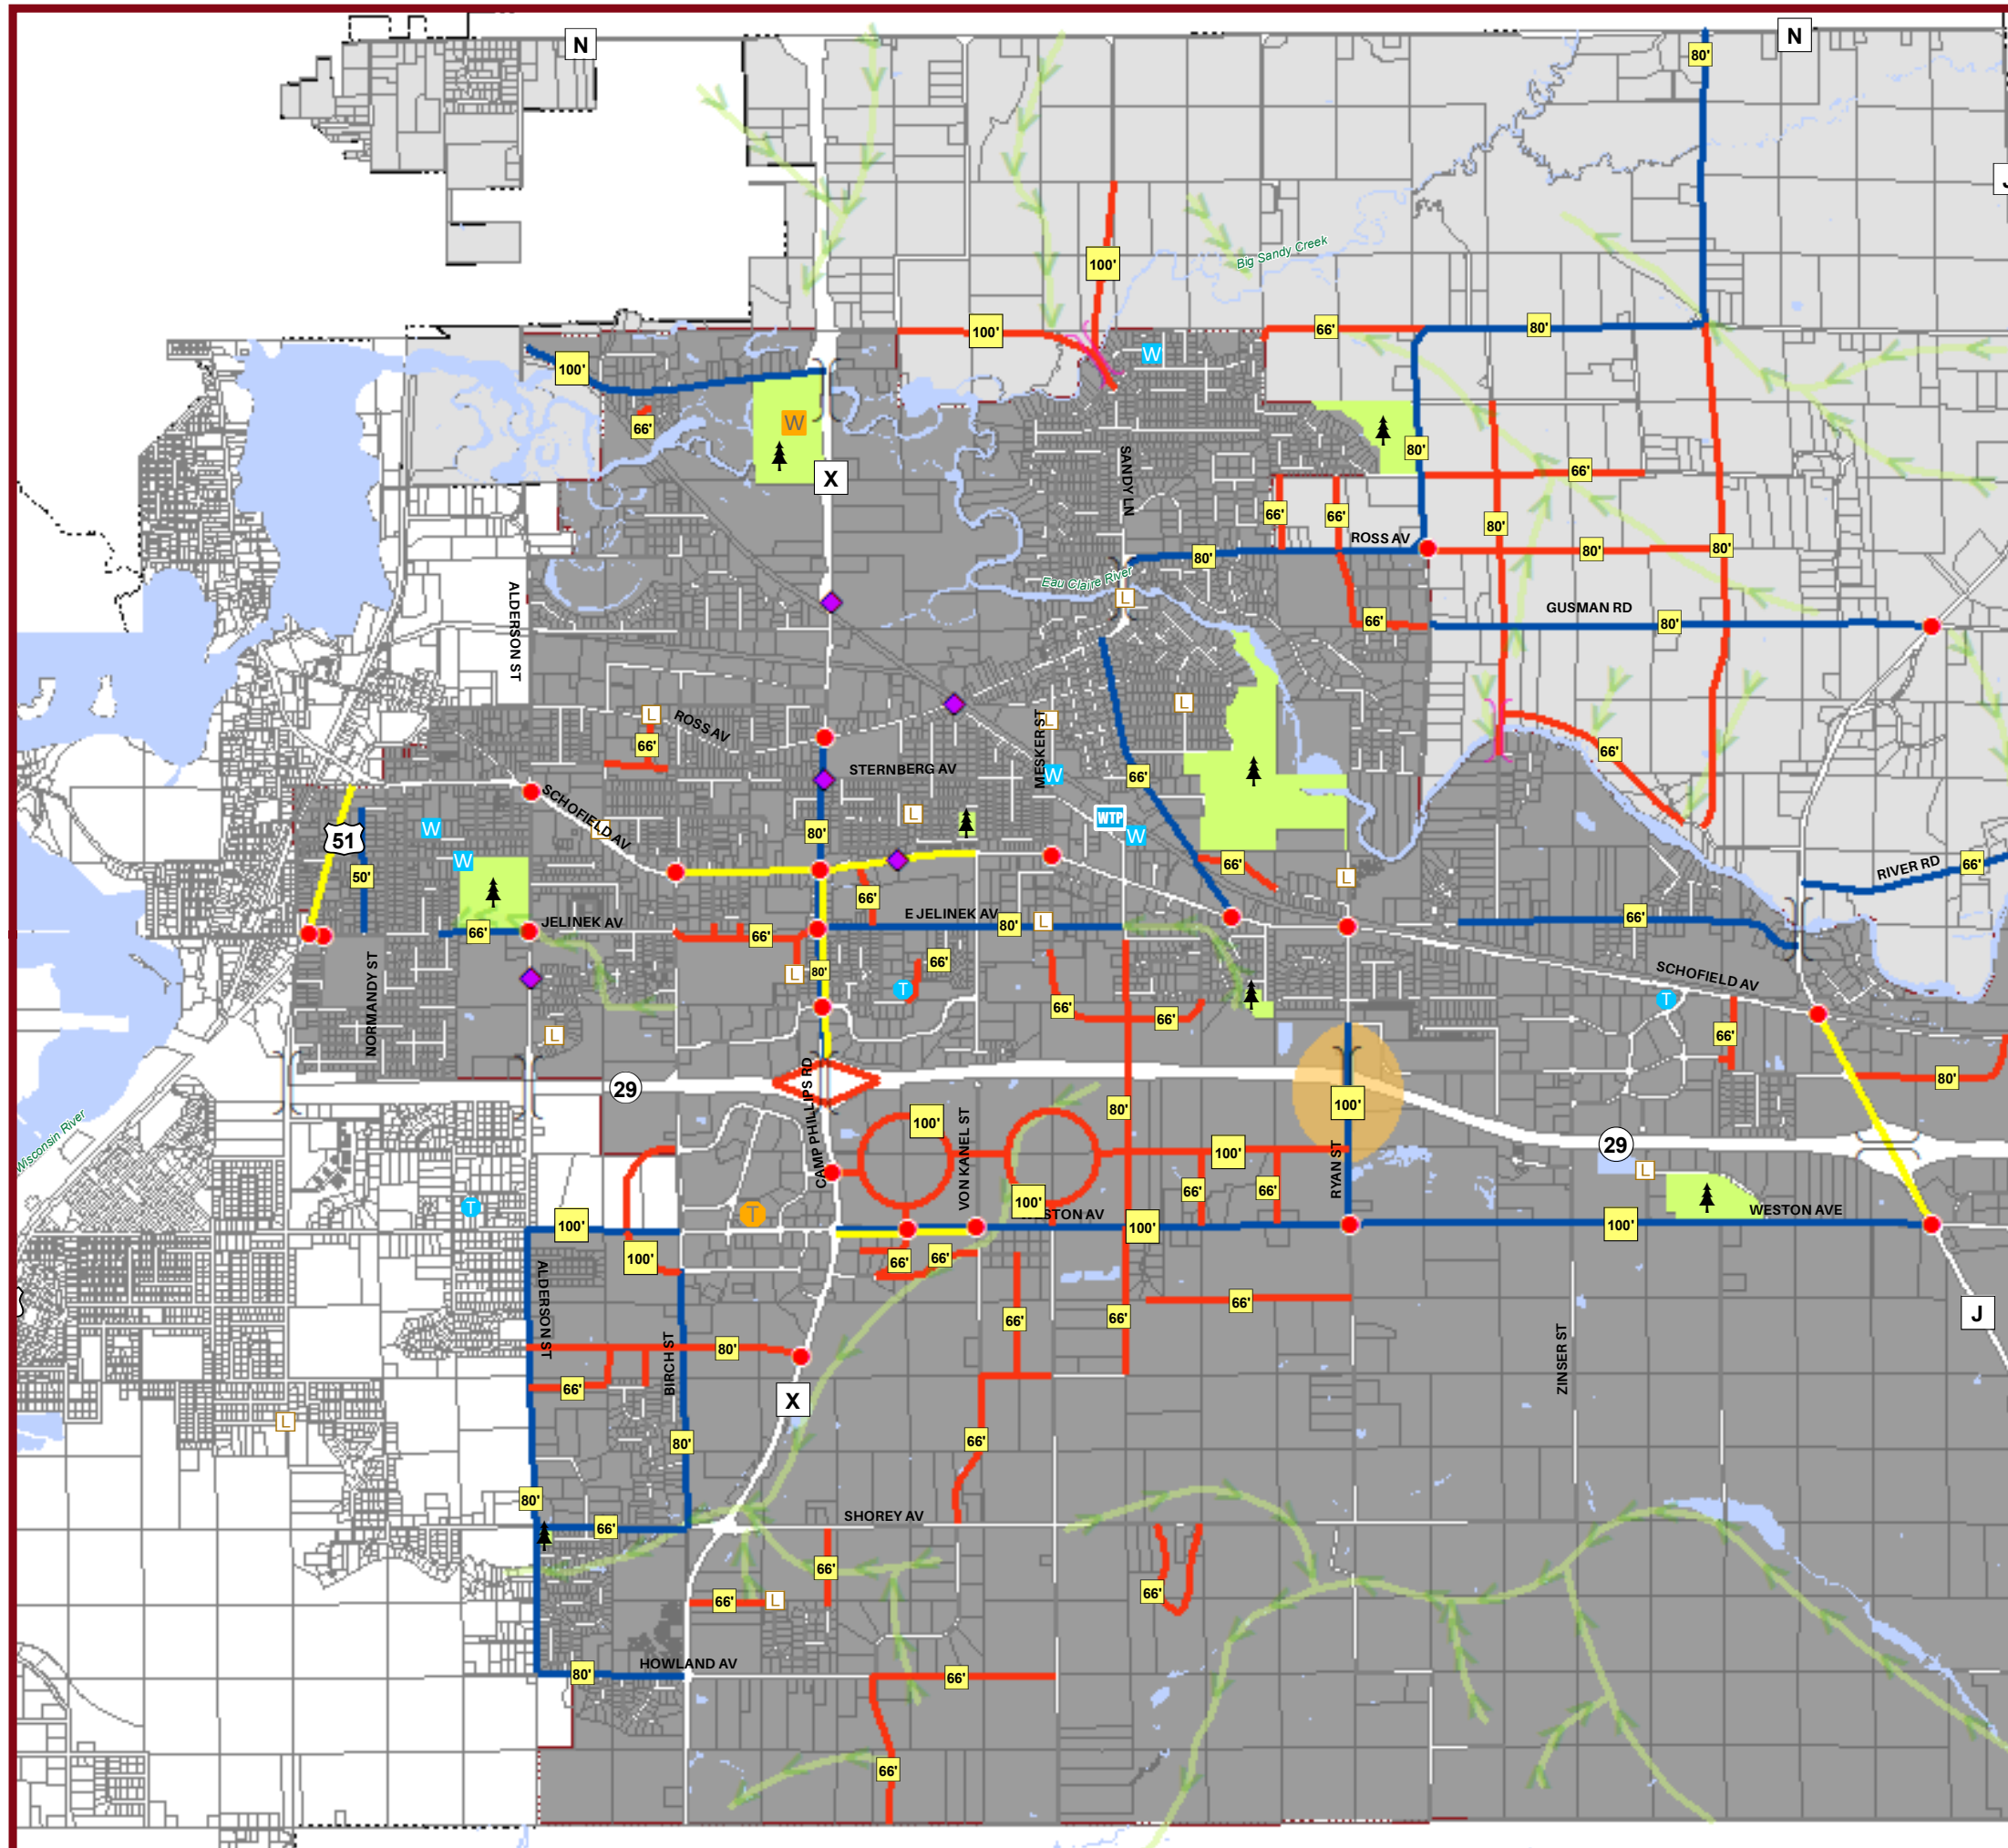 N
N
80'
Big Sandy Creek
100'
100'
66'
80'
W
100'
66'
W
80'
X
66'
SANDY LN
66'
66'
80'
ROSS AV
80'
80'
80'
Eau Claire River
ALDERSON ST
L
GUSMAN RD
66'
80'
L
L
ROSS AV
66'
MESKER ST
L
66'
STERNBERG AV
W
66'
SCHOFIELD AV
L
L
WTP
W
W
80'
51
W
50'
66'
66'
L
RIVER RD
66'
JELINEK AV
66'
66'
E JELINEK AV
80'
L
66'
66'
L
80'
T
66'
SCHOFIELD AV
NORMANDY ST
L
66'
66'
T
66'
29
CAMP PHILLIPS RD
80'
100'
80'
100'
VON KANEL ST
29
100'
RYAN ST
L
T
T
100'
66'
66'
WESTON AVE
100'
100'
100'
100'
66'
66'
ALDERSON ST
66'
66'
66'
J
BIRCH ST
80'
66'
ZINSER ST
X
L
80'
66'
80'
66'
SHOREY AV
66'
66'
66'
L
HOWLAND AV
80'
66'
66'
Wisconsin River